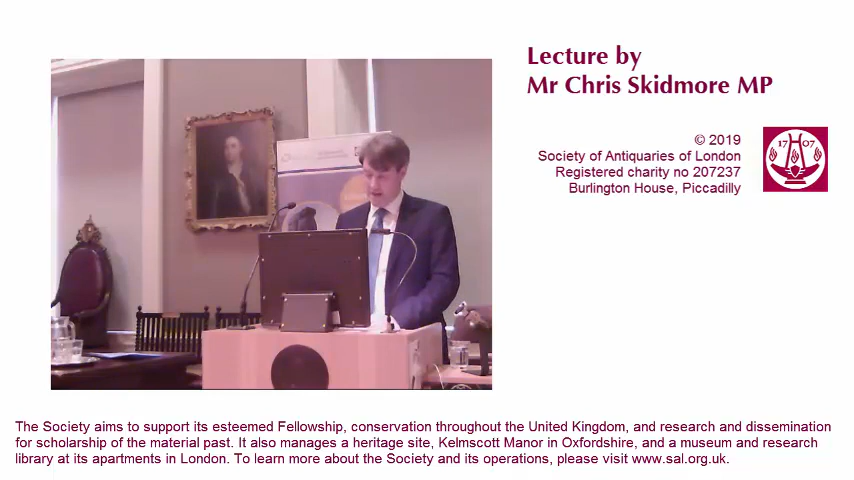 Lecture by
Mr Chris Skidmore MP
© 2019
Society of Antiquaries of London
Registered charity no 207237
Burlington House, Piccadilly
17 07
The Society aims to support its esteemed Fellowship, conservation throughout the United Kingdom, and research and dissemination
for scholarship of the material past. It also manages a heritage site, Kelmscott Manor in Oxfordshire, and a museum and research
library at its apartments in London. To learn more about the Society and its operations, please visit www.sal.org.uk.